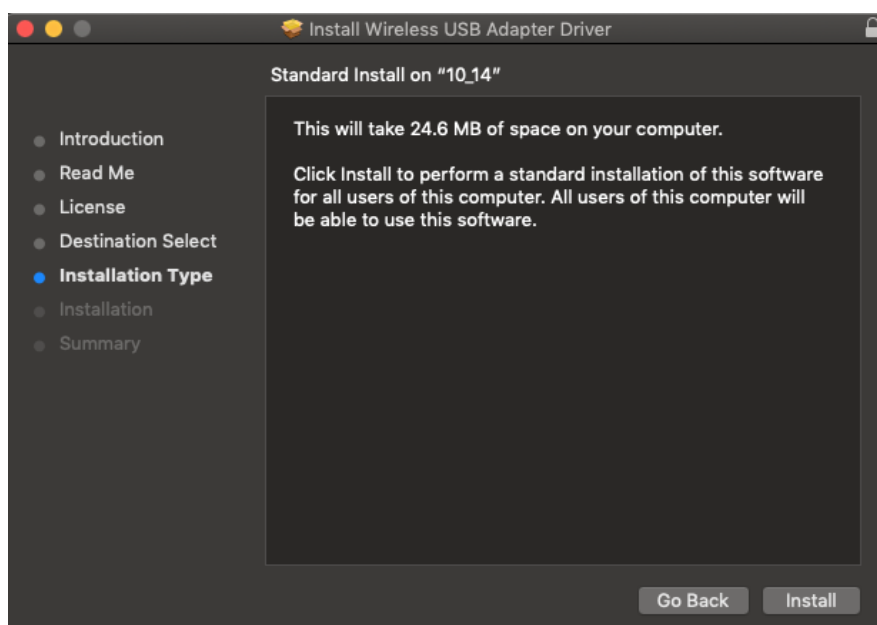 Install Wireless USB Adapter Driver
Standard Install on “10_14”
Introduction
Read Me
License
Destination Select
Installation Type
Installation
Summary
This will take 24.6 MB of space on your computer.
Click Install to perform a standard installation of this software
for all users of this computer. All users of this computer will
be able to use this software.
Go Back
Install